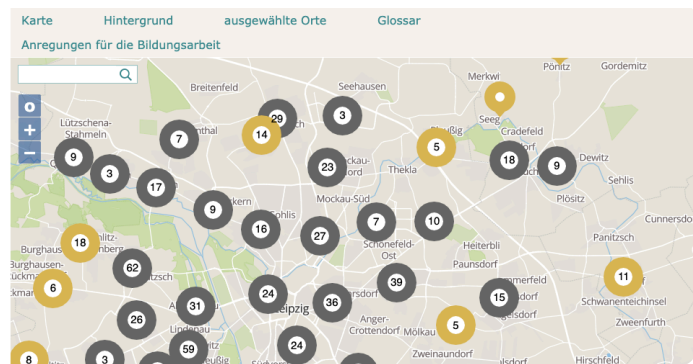 Karte Hintergrund ausgewählte Orte Glossar
Anregungen für die Bildungsarbeit
Pönitz Gordemitz
Merkwi
Breitenfeld Seehausen
o
29 3
Seeg
Lützschena-
Stahmeln
+
14
7
5
Cradefeld
−
9
23
18 9 Dewitz
3
Thekla
Sehlis
17
Mockau-Süd
Plösitz
9
16 27 7 10
Schönefeld-
Ost
Panitzsch
18
Heiterbli
62
Paunsdorf
11
6
24 36 39 15
Schwanenteichinsel
31
26
Anger-
Crottendorf Mölkau 5
Zweenfurth
59 24
Zweinaundorf
8 3
Hirschfeld